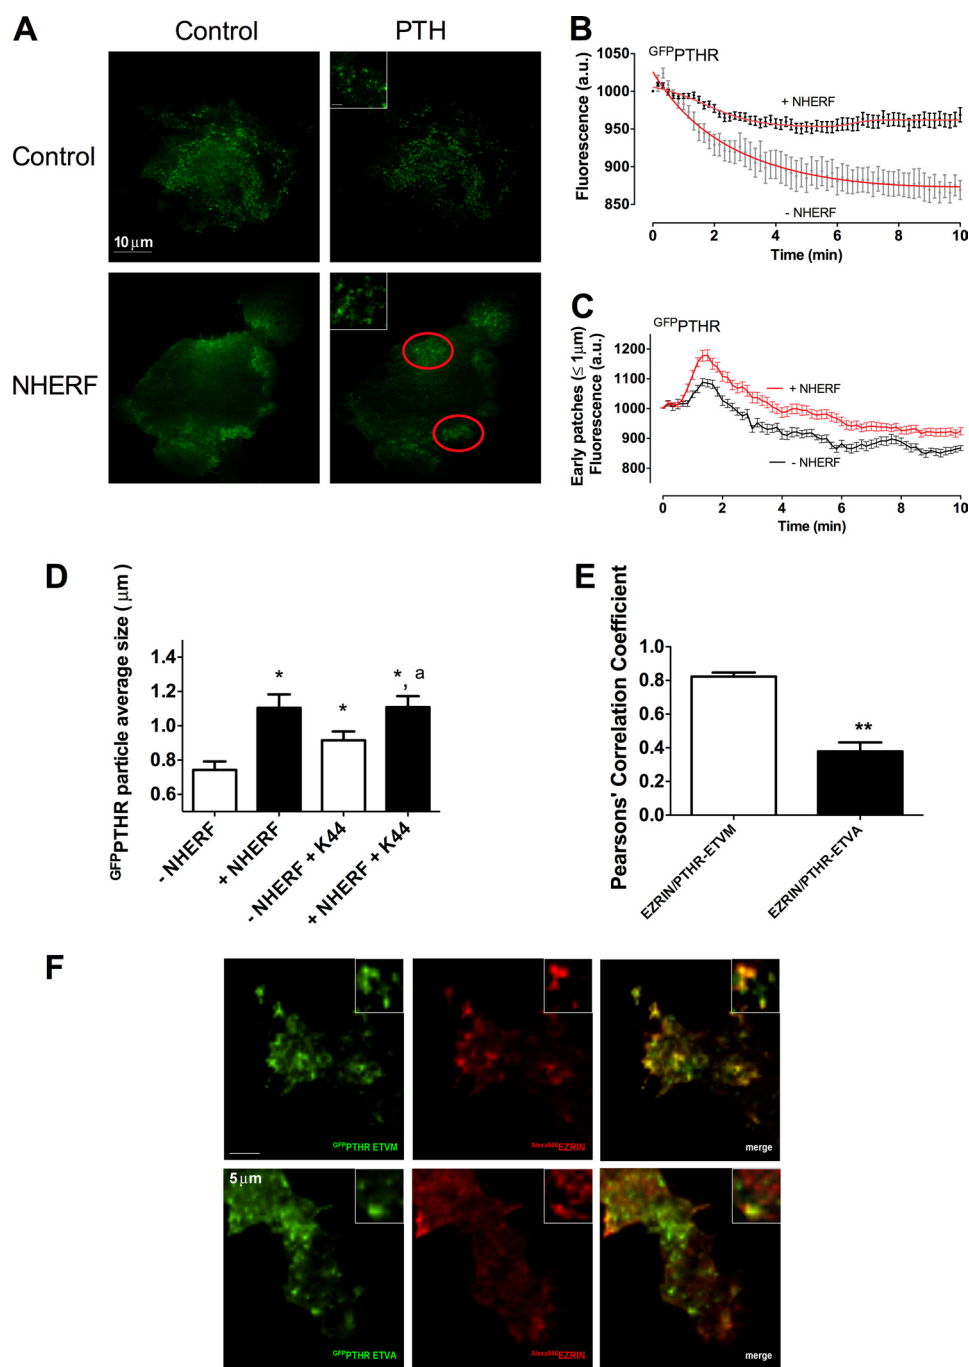 A
Control
PTH
Control
10 μm
NHERF
B
GFPPTHR
Fluorescence (a.u.)
1000
950
900
850
+ NHERF
- NHERF
0
2
4
6
8
10
Time (min)
C
GFPPTHR
Early patches (≤ 1μm)
Fluorescence (a.u.)
1200
1100
1000
900
800
+ NHERF
- NHERF
0
2
4
6
8
10
Time (min)
D
GFPPTHR particle average size ( μm )
1.4
1.2
1.0
0.8
0.6
*
*
*, a
- NHERF
+ NHERF
- NHERF + K44
+ NHERF + K44
E
Pearsons' Correlation Coefficient
1.0
0.8
0.6
0.4
0.2
0.0
**
EZRIN/PTHR-ETVM
EZRIN/PTHR-ETVA
F
GFPPTHR ETVM
Alexa546EZRIN
merge
5 μm
GFPPTHR ETVA
Alexa546EZRIN
merge